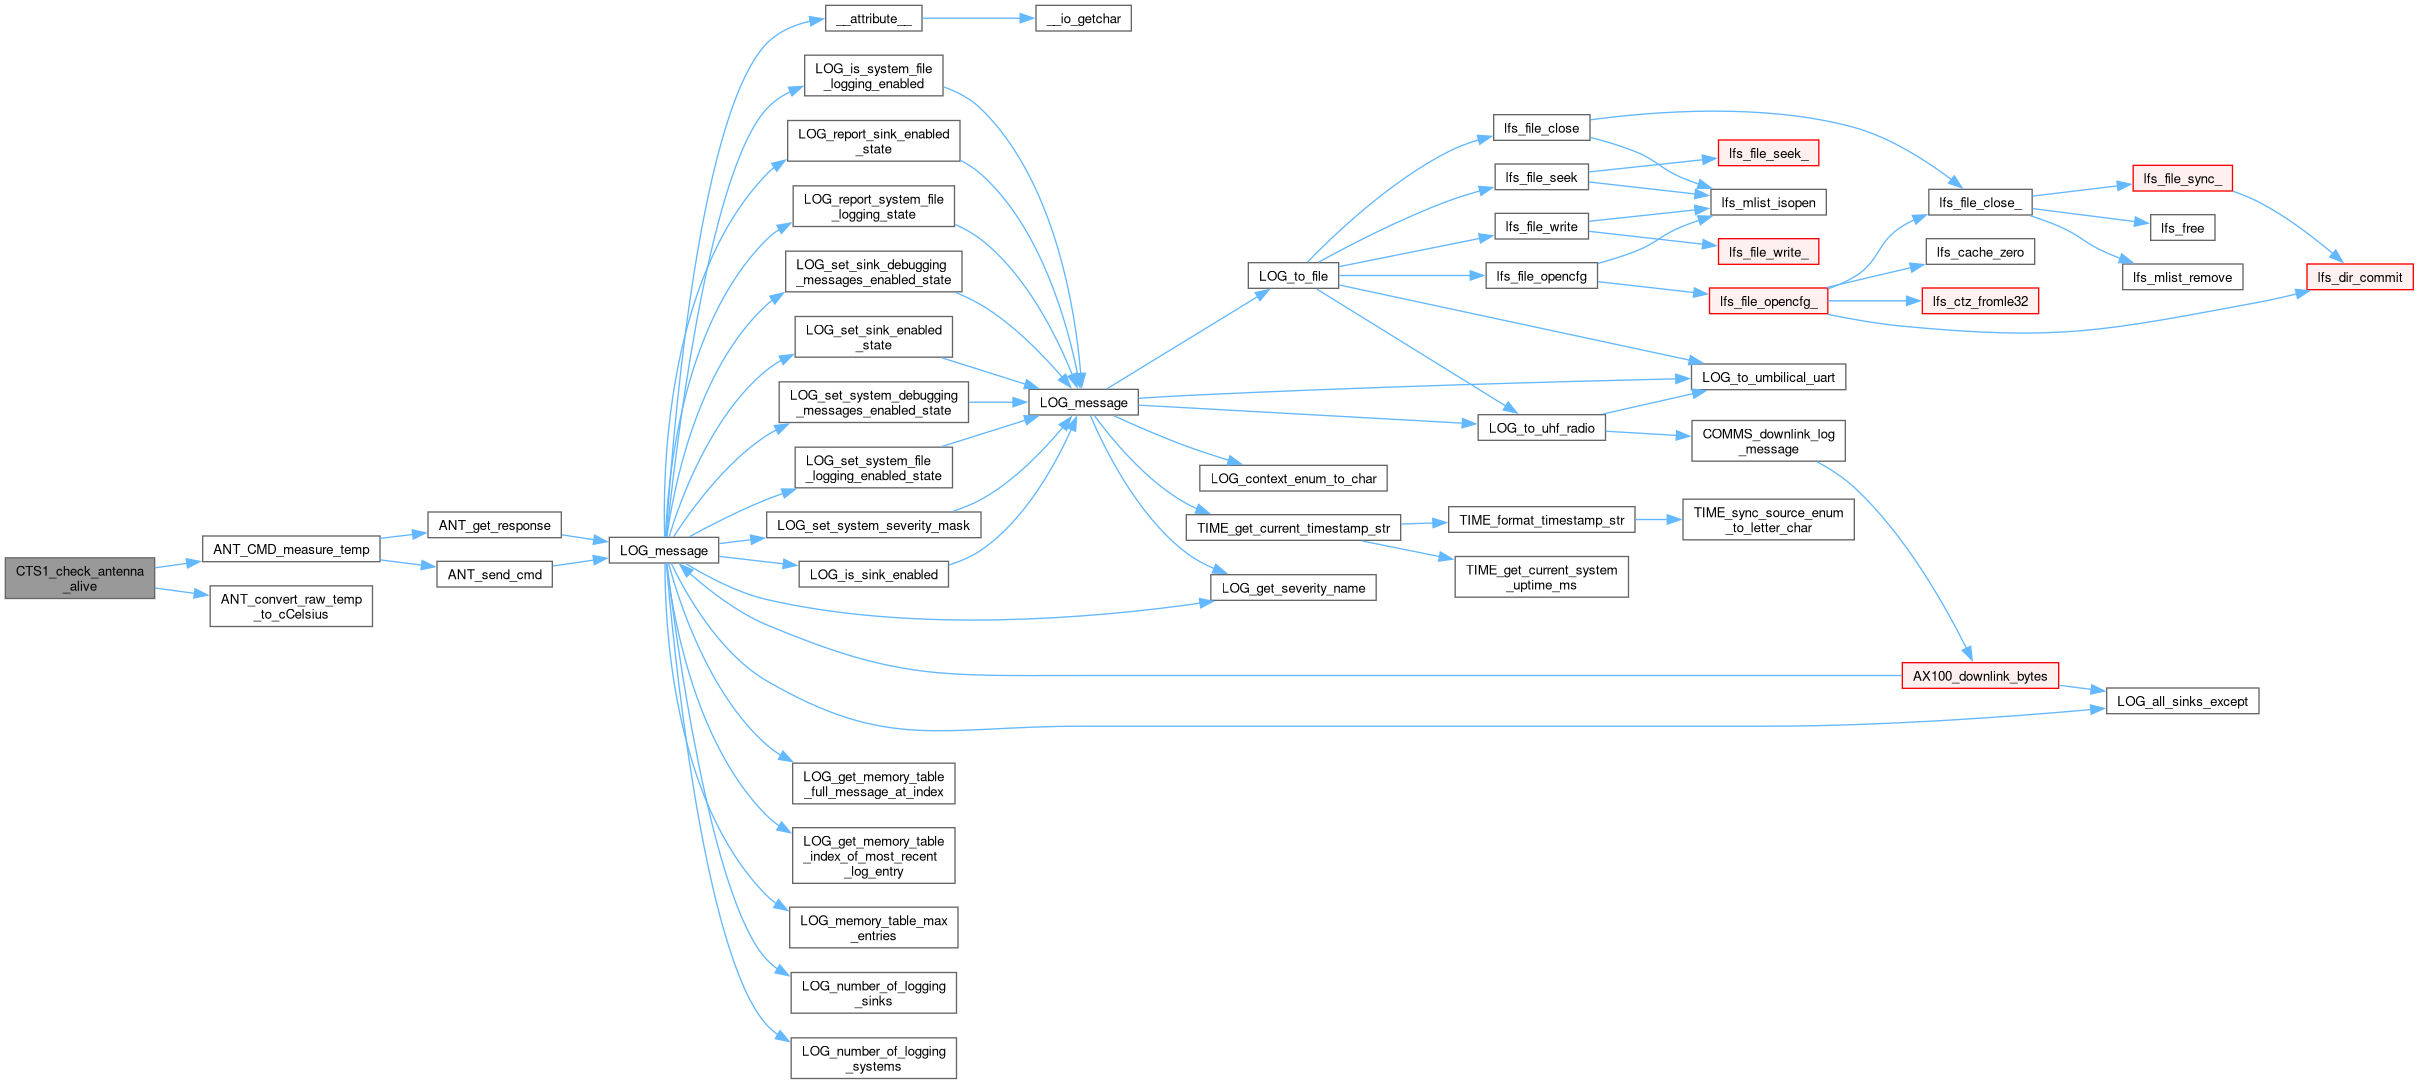 CTS1_check_antenna
_alive
ANT_CMD_measure_temp
ANT_convert_raw_temp
_to_cCelsius
ANT_get_response
ANT_send_cmd
LOG_message
__attribute__
__io_getchar
LOG_is_system_file
_logging_enabled
LOG_report_sink_enabled
_state
LOG_report_system_file
_logging_state
LOG_set_sink_debugging
_messages_enabled_state
LOG_set_sink_enabled
_state
LOG_set_system_debugging
_messages_enabled_state
LOG_set_system_file
_logging_enabled_state
LOG_set_system_severity_mask
LOG_is_sink_enabled
LOG_get_memory_table
_full_message_at_index
LOG_get_memory_table
_index_of_most_recent
_log_entry
LOG_memory_table_max
_entries
LOG_number_of_logging
_sinks
LOG_number_of_logging
_systems
LOG_message
LOG_to_file
LOG_context_enum_to_char
TIME_get_current_timestamp_str
LOG_get_severity_name
lfs_file_close
lfs_file_seek
lfs_file_write
lfs_file_opencfg
LOG_to_uhf_radio
TIME_format_timestamp_str
TIME_get_current_system
_uptime_ms
lfs_file_seek_
lfs_mlist_isopen
lfs_file_write_
lfs_file_opencfg_
LOG_to_umbilical_uart
COMMS_downlink_log
_message
TIME_sync_source_enum
_to_letter_char
lfs_file_close_
lfs_cache_zero
lfs_ctz_fromle32
AX100_downlink_bytes
lfs_file_sync_
lfs_free
lfs_mlist_remove
LOG_all_sinks_except
lfs_dir_commit